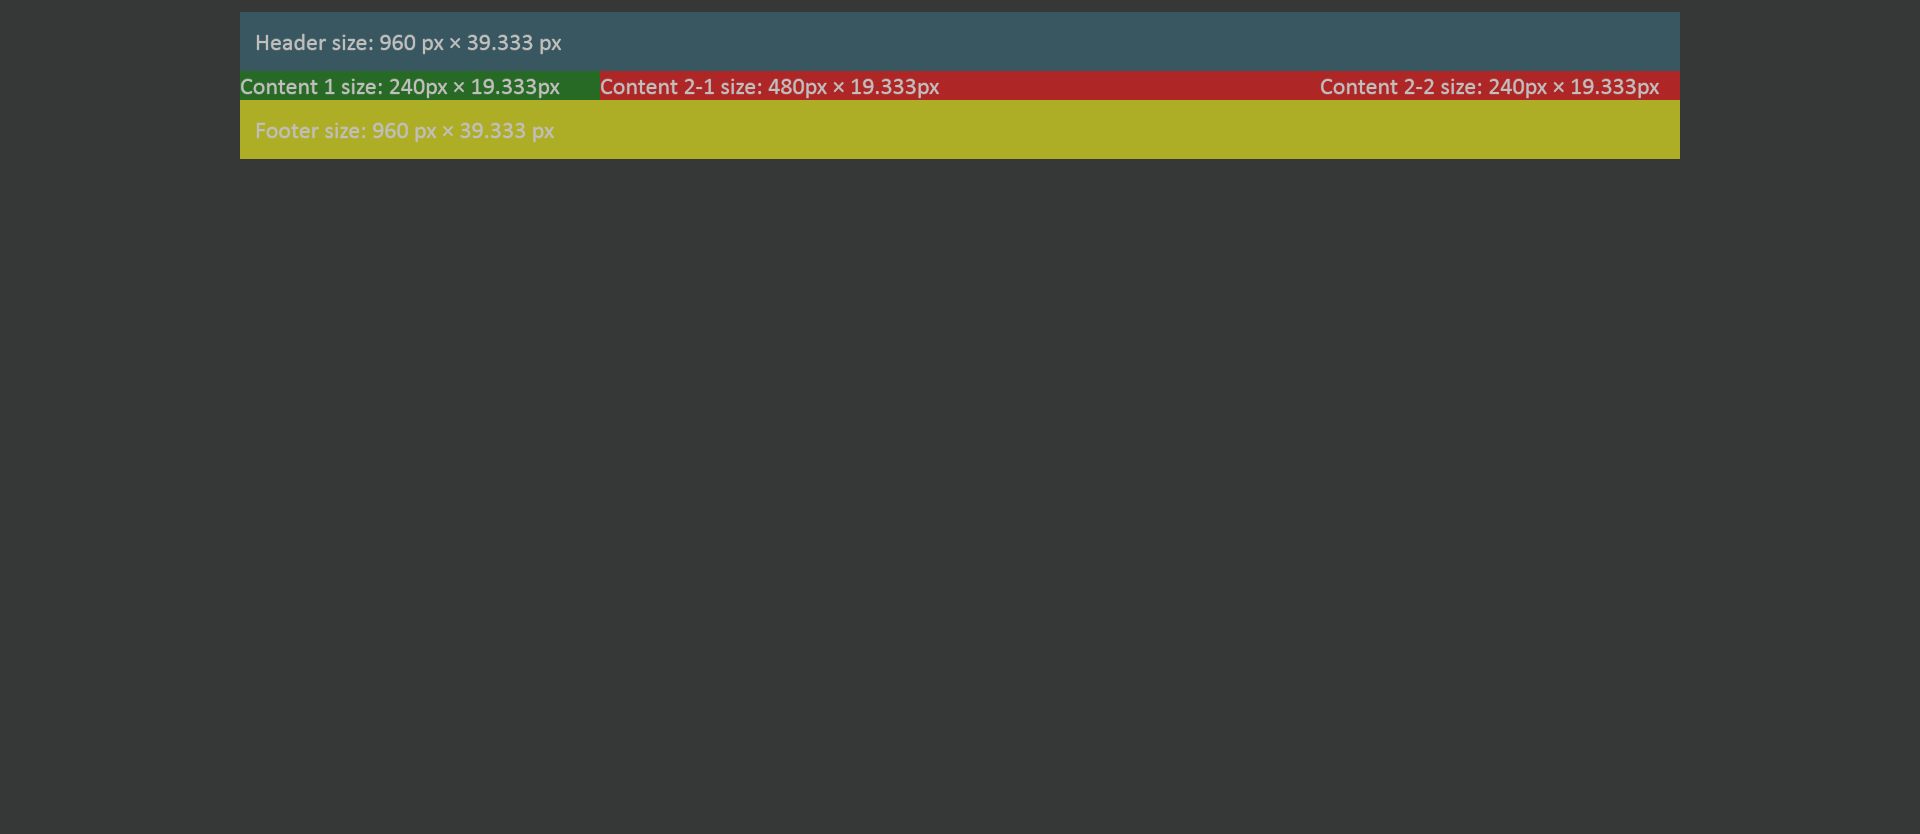 Header size: 960 px × 39.333 px
Content 1 size: 240px × 19.333px Content 2-1 size: 480px × 19.333px Content 2-2 size: 240px × 19.333px
Footer size: 960 px × 39.333 px